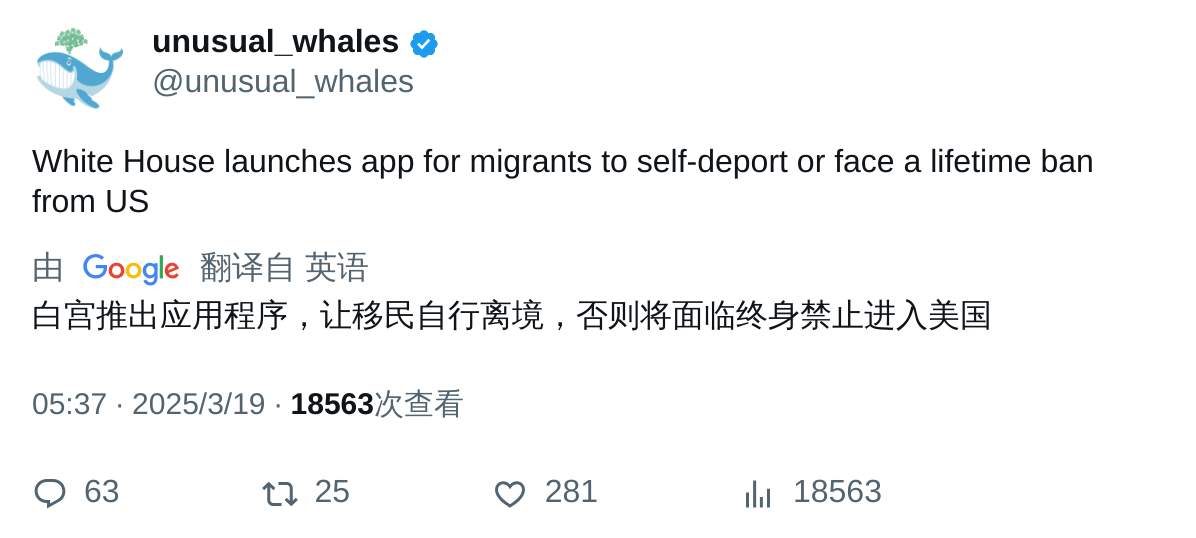 unusual_whales
@unusual_whales
White House launches app for migrants to self-deport or face a lifetime ban
from US
由 Google 翻译自 英语
白宫推出应用程序，让移民自行离境，否则将面临终身禁止进入美国
05:37 · 2025/3/19 · 18563次查看
63 25 281 18563